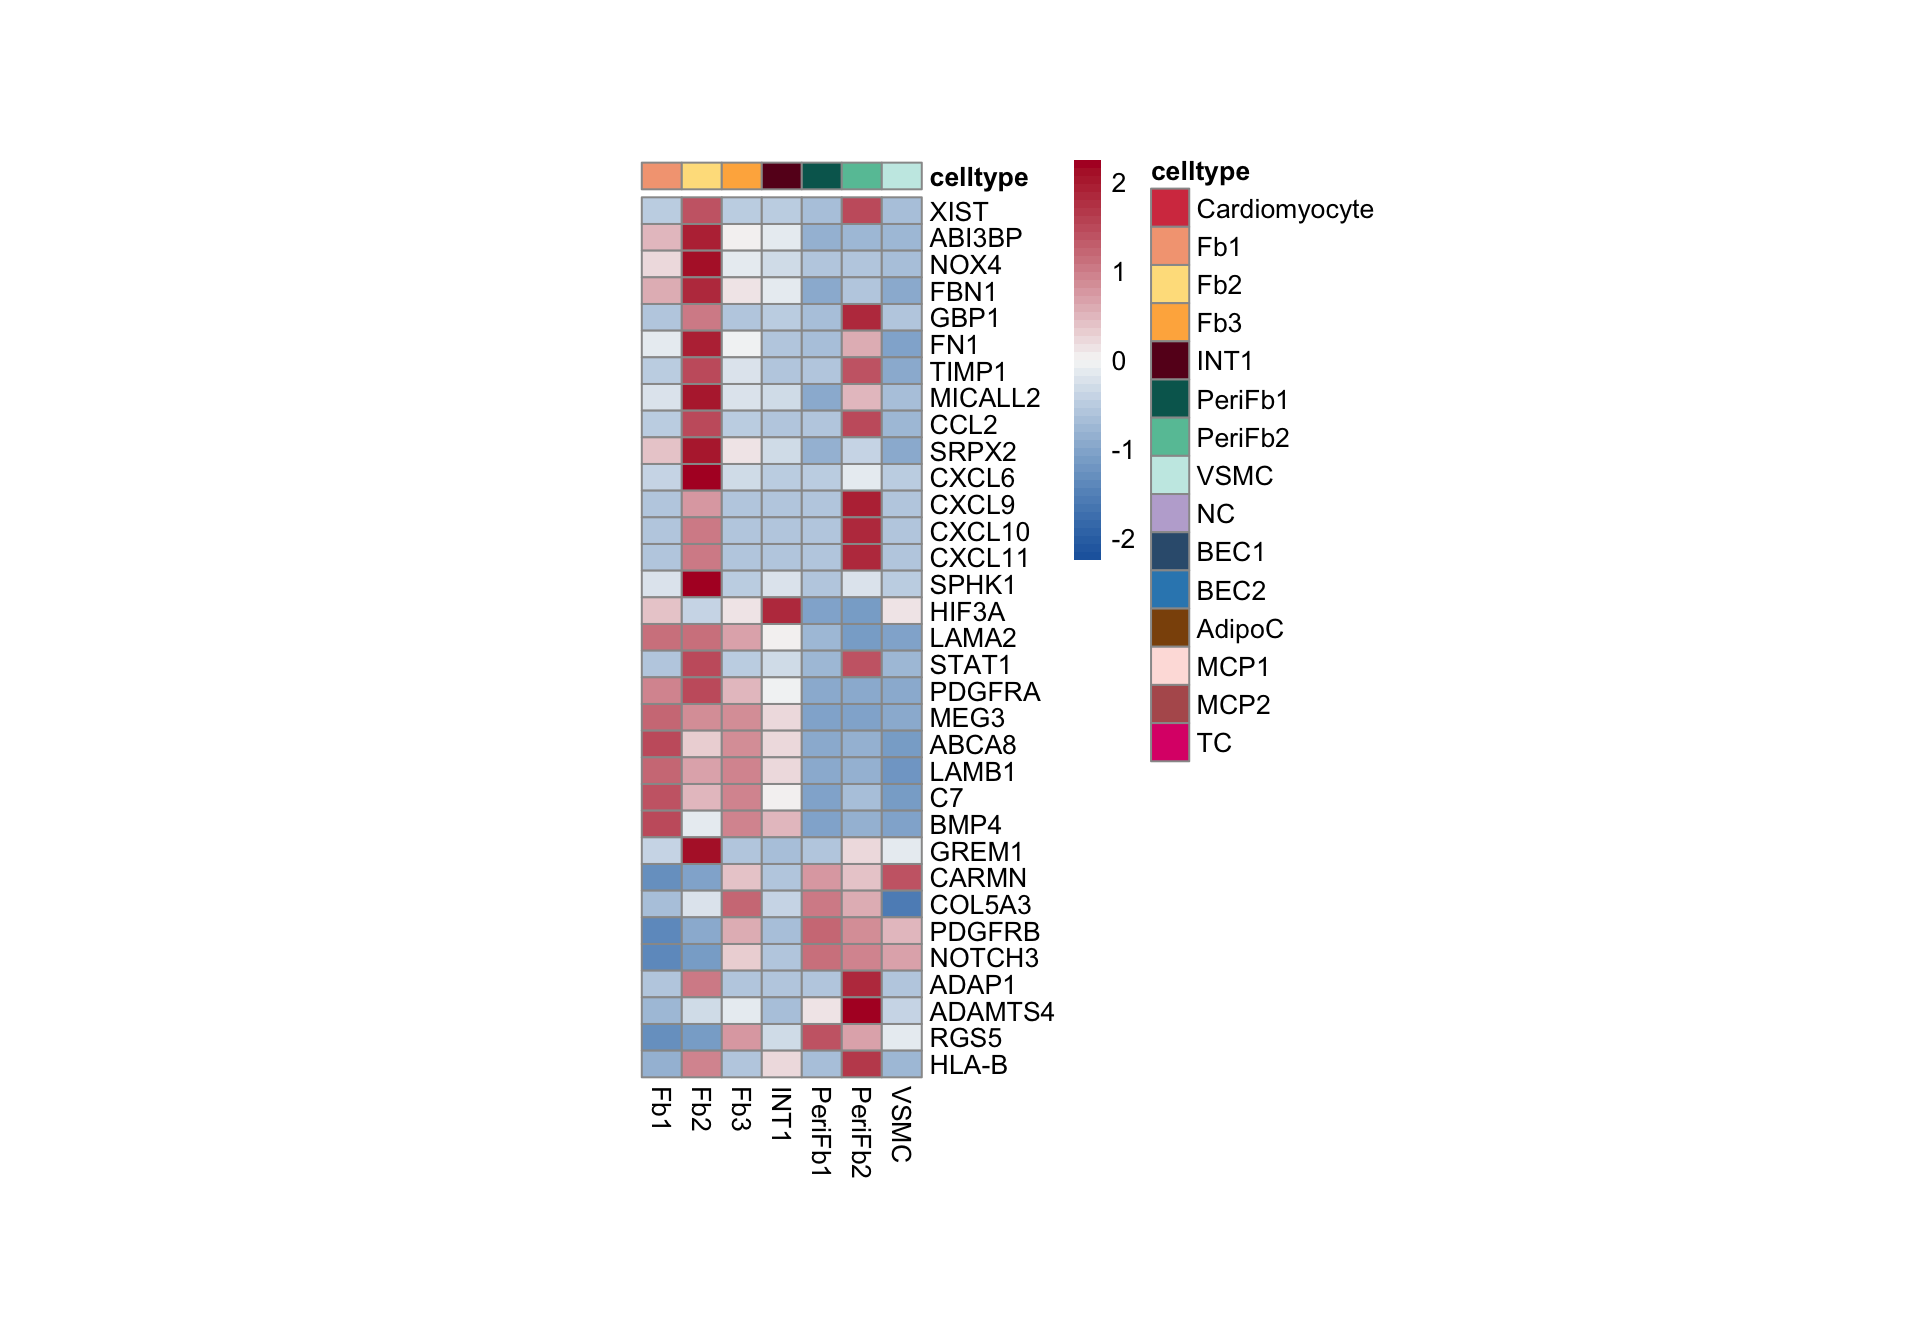 celltype
XIST
ABI3BP
NOX4
FBN1
GBP1
FN1
TIMP1
MICALL2
CCL2
SRPX2
CXCL6
CXCL9
CXCL10
CXCL11
SPHK1
HIF3A
LAMA2
STAT1
PDGFRA
MEG3
ABCA8
LAMB1
C7
BMP4
GREM1
CARMN
COL5A3
PDGFRB
NOTCH3
ADAP1
ADAMTS4
RGS5
HLA-B
Fb1
Fb2
Fb3
INT1
PeriFb1
PeriFb2
VSMC
2
1
0
-1
-2
celltype
Cardiomyocyte
Fb1
Fb2
Fb3
INT1
PeriFb1
PeriFb2
VSMC
NC
BEC1
BEC2
AdipoC
MCP1
MCP2
TC